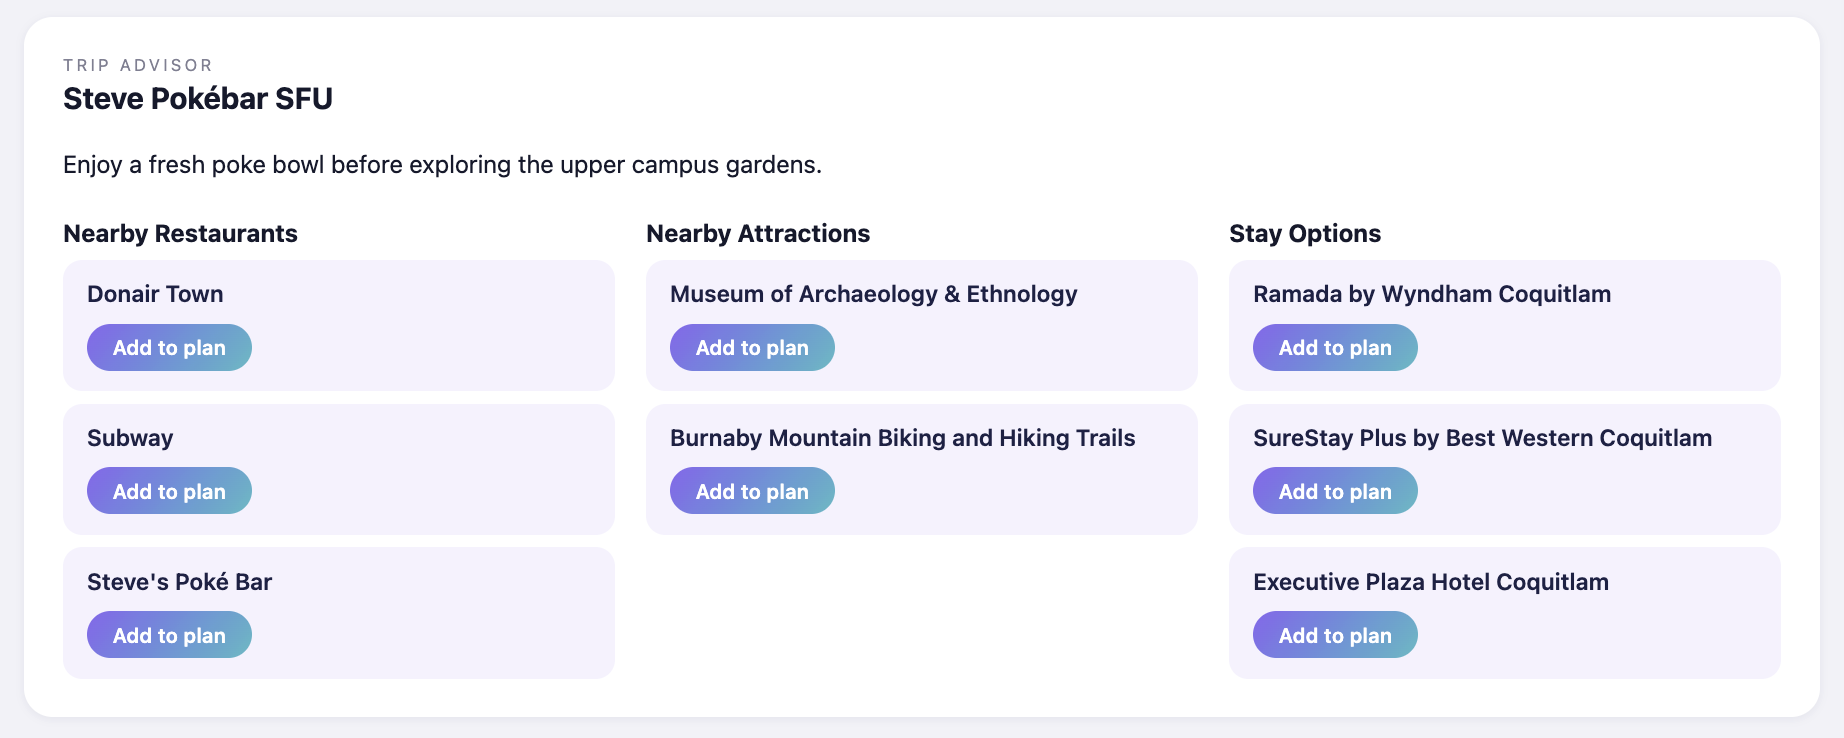 TRIP ADVISOR
Steve Pokébar SFU
Enjoy a fresh poke bowl before exploring the upper campus gardens.
Nearby Restaurants
Donair Town
Add to plan
Subway
Add to plan
Steve's Poké Bar
Add to plan
Nearby Attractions
Museum of Archaeology & Ethnology
Add to plan
Burnaby Mountain Biking and Hiking Trails
Add to plan
Stay Options
Ramada by Wyndham Coquitlam
Add to plan
SureStay Plus by Best Western Coquitlam
Add to plan
Executive Plaza Hotel Coquitlam
Add to plan